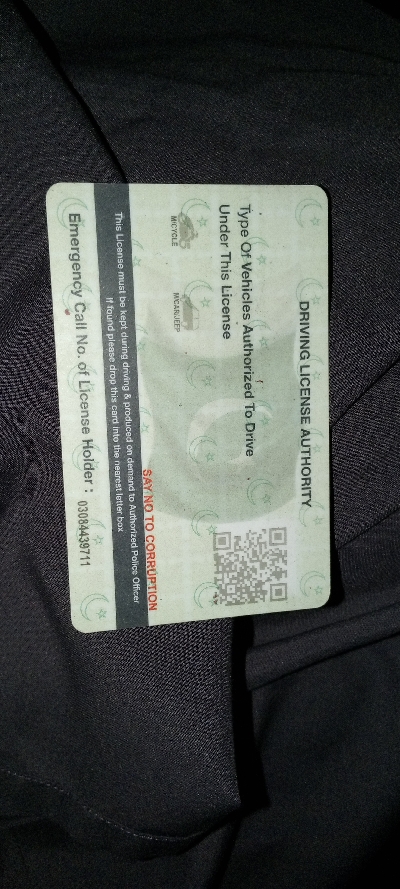 DRIVING LICENSE AUTHORITY
Type Of Vehicles Authorized To Drive
Under This License
M/CYCLE
M/CAR/JEEP
SAY NO TO CORRUPTION
This License must be kept during driving & produced on demand to Authorized Police Officer
If found please drop this card into the nearest letter box
Emergency Call No. of License Holder : 03084439711